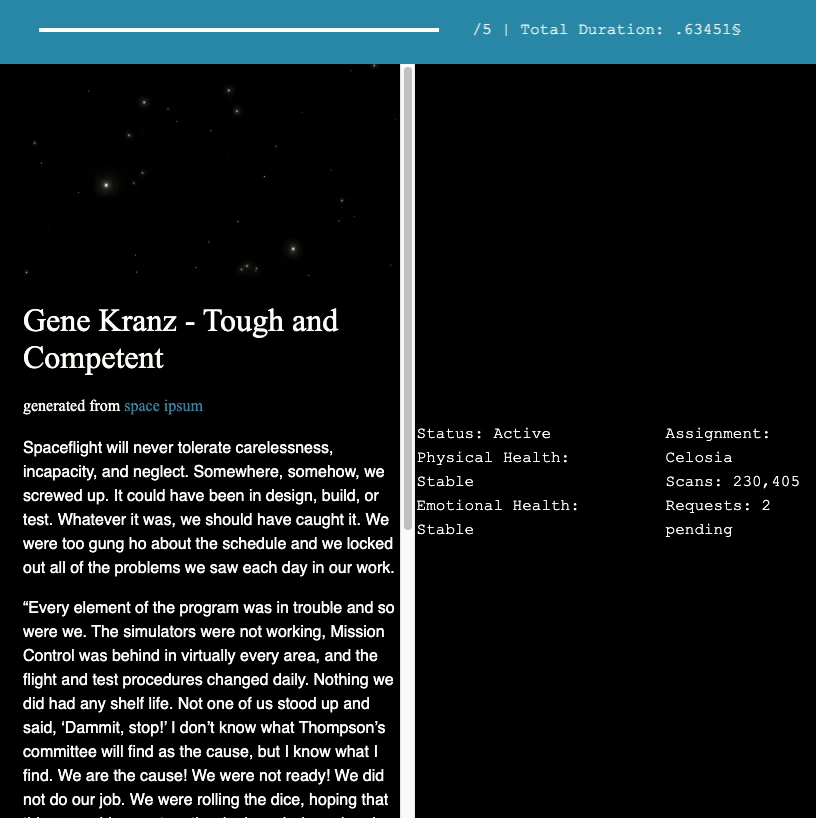 /5 | Total Duration: .63451§
Gene Kranz - Tough and
Competent
generated from space ipsum
Spaceflight will never tolerate carelessness,
incapacity, and neglect. Somewhere, somehow, we
screwed up. It could have been in design, build, or
test. Whatever it was, we should have caught it. We
were too gung ho about the schedule and we locked
out all of the problems we saw each day in our work.
“Every element of the program was in trouble and so
were we. The simulators were not working, Mission
Control was behind in virtually every area, and the
flight and test procedures changed daily. Nothing we
did had any shelf life. Not one of us stood up and
said, ‘Dammit, stop!’ I don’t know what Thompson’s
committee will find as the cause, but I know what I
find. We are the cause! We were not ready! We did
not do our job. We were rolling the dice, hoping that
Status: Active
Physical Health:
Stable
Emotional Health:
Stable
Assignment:
Celosia
Scans: 230,405
Requests: 2
pending